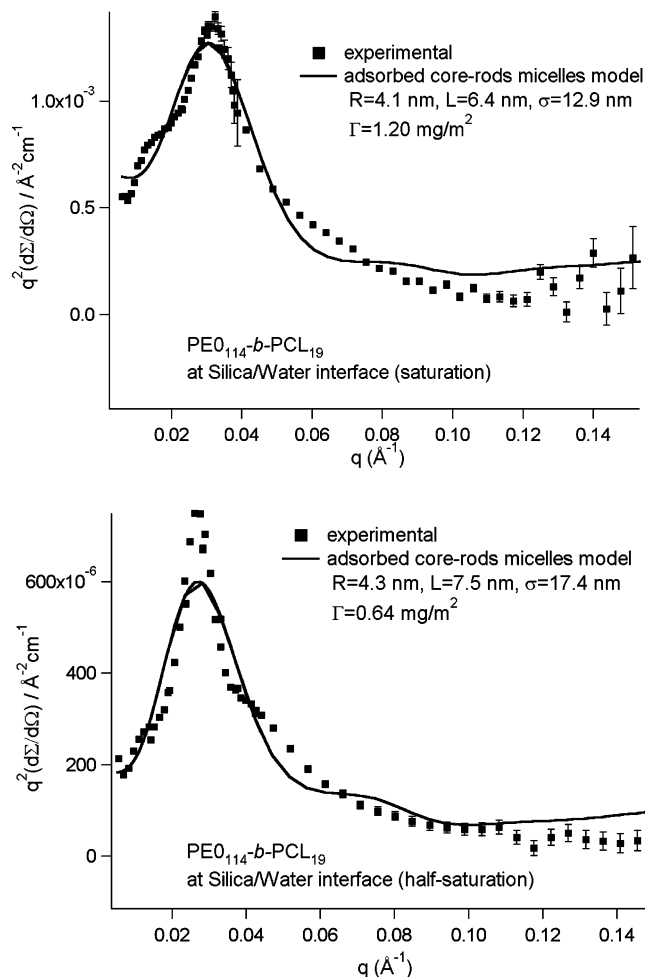 experimental
adsorbed core-rods micelles model
R=4.1 nm, L=6.4 nm, σ=12.9 nm
Γ=1.20 mg/m²
1.0x10⁻³
0.5
0.0
q²(dΣ/dΩ) / Å⁻²cm⁻¹
PE0₁₁₄-b-PCL₁₉
at Silica/Water interface (saturation)
0.02 0.04 0.06 0.08 0.10 0.12 0.14
q (Å⁻¹)
experimental
adsorbed core-rods micelles model
R=4.3 nm, L=7.5 nm, σ=17.4 nm
Γ=0.64 mg/m²
600x10⁻⁶
400
200
0
q²(dΣ/dΩ) / Å⁻²cm⁻¹
PE0₁₁₄-b-PCL₁₉
at Silica/Water interface (half-saturation)
0.02 0.04 0.06 0.08 0.10 0.12 0.14
q (Å⁻¹)